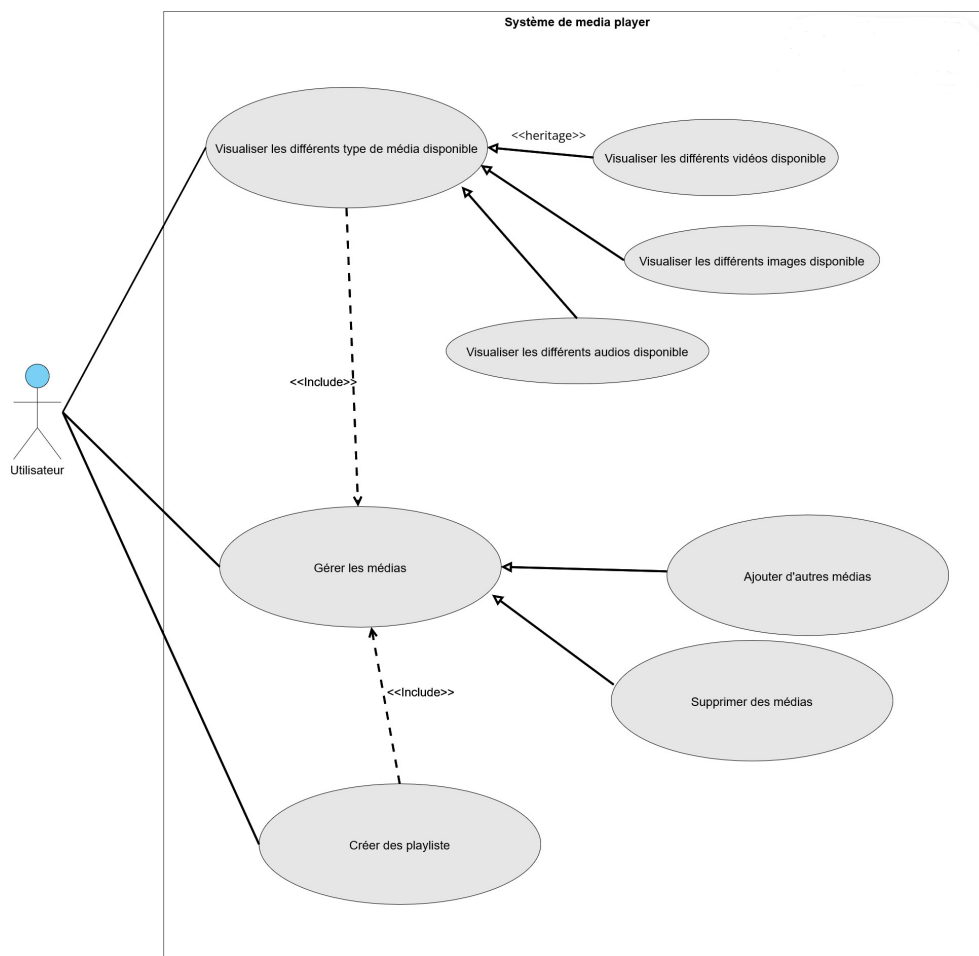 Système de media player
<<heritage>>
Visualiser les différents type de média disponible
Visualiser les différents vidéos disponible
Visualiser les différents images disponible
Visualiser les différents audios disponible
<<Include>>
Utilisateur
Gérer les médias
Ajouter d'autres médias
<<Include>>
Supprimer des médias
Créer des playliste